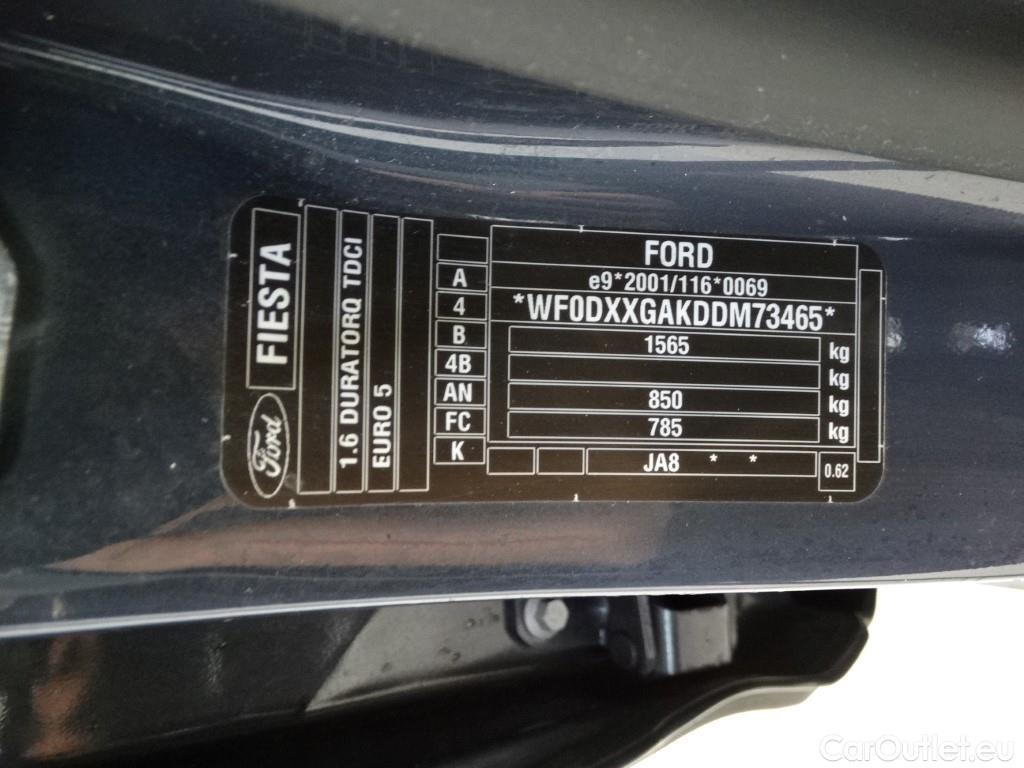 FIESTA
Ford
1.6 DURATORQ TDCI
EURO 5
A
4
B
4B
AN
FC
K
FORD
e9*2001/116*0069
*WF0DXXGAKDDM73465*
1565 kg
kg
850 kg
785 kg
JA8 * *
0.62
CarOutlet.eu